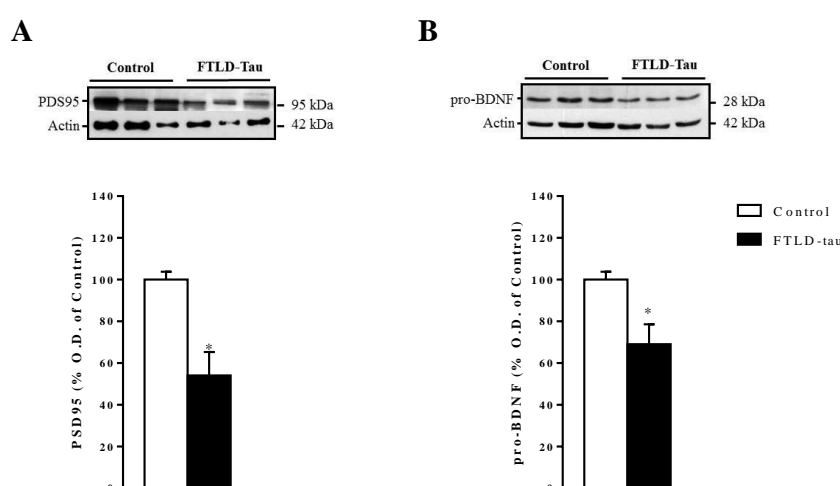 A
Control FTLD-Tau
PDS95 95 kDa
Actin 42 kDa
PSD95 (% O.D. of Control)
140
120
100
80
60
40
20
*
B
Control FTLD-Tau
pro-BDNF 28 kDa
Actin 42 kDa
pro-BDNF (% O.D. of Control)
140
120
100
80
60
40
20
*
Control
FTLD-tau